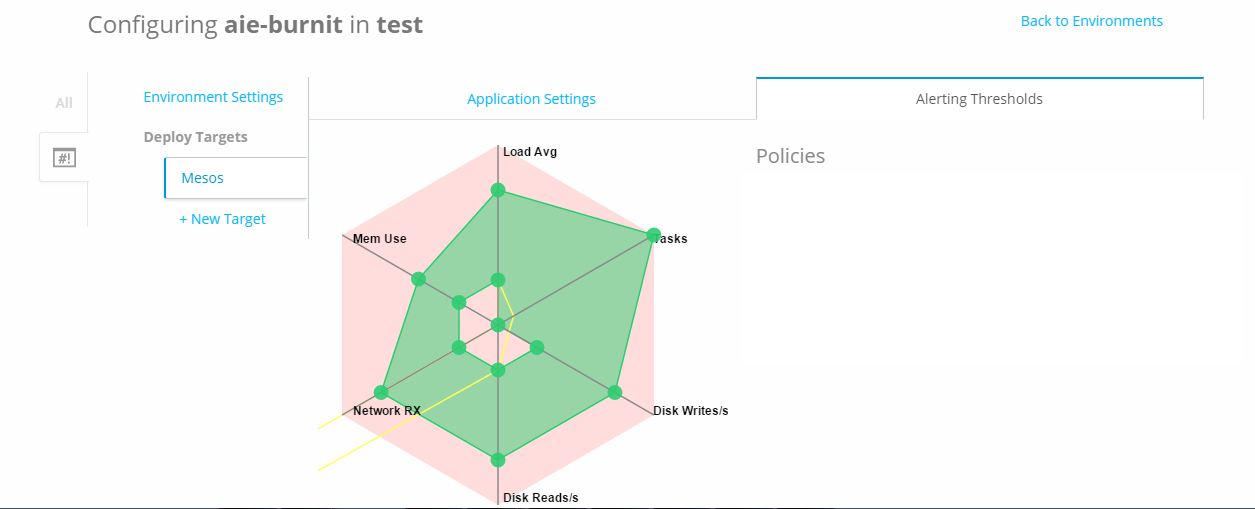 Configuring aie-burnit in test
Back to Environments
All
#!
Environment Settings
Deploy Targets
Mesos
+ New Target
Application Settings
Alerting Thresholds
Policies
Load Avg
Mem Use
Tasks
Network RX
Disk Writes/s
Disk Reads/s